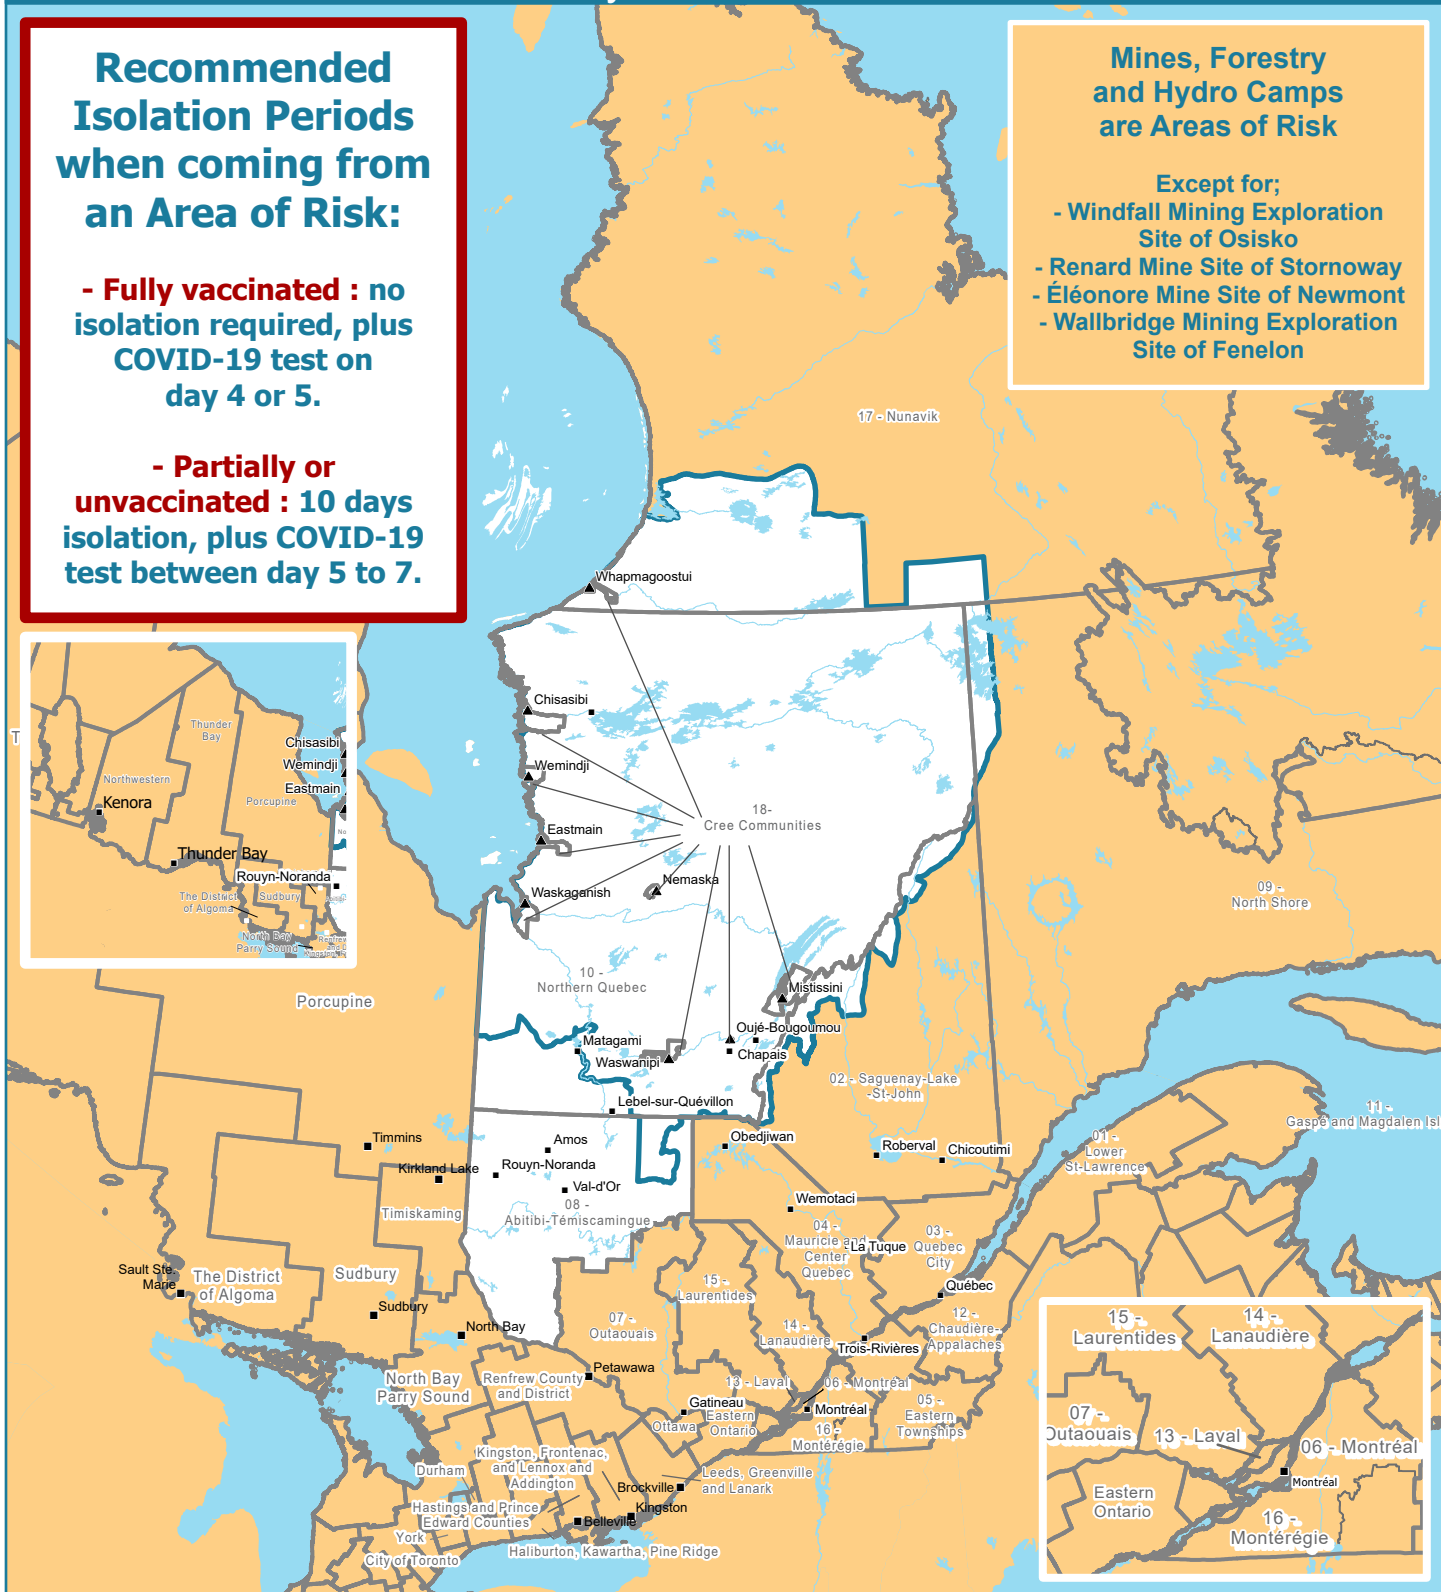 Recommended
Isolation Periods
when coming from
an Area of Risk:
- Fully vaccinated : no
isolation required, plus
COVID-19 test on
day 4 or 5.
- Partially or
unvaccinated : 10 days
isolation, plus COVID-19
test between day 5 to 7.
Mines, Forestry
and Hydro Camps
are Areas of Risk
Except for;
- Windfall Mining Exploration
Site of Osisko
- Renard Mine Site of Stornoway
- Éléonore Mine Site of Newmont
- Wallbridge Mining Exploration
Site of Fenelon
17 - Nunavik
Whapmagoostui
Chisasibi
Wemindji
Eastmain
Waskaganish
Nemaska
18-
Cree Communities
09 -
North Shore
10 -
Northern Quebec
Mistissini
Oujé-Bougoumou
Chapais
Matagami
Waswanipi
Lebel-sur-Quévillon
02 - Saguenay-Lake
-St-John
11 -
Gaspé and Magdalen Isl
01 -
Lower
St-Lawrence
Thunder
Bay
Northwestern
Kenora
Porcupine
Chisasibi
Wemindji
Eastmain
Thunder Bay
Rouyn-Noranda
The District
of Algoma
Sudbury
North Bay
Parry Sound
Porcupine
Timmins
Kirkland Lake
Timiskaming
Amos
Rouyn-Noranda
Val-d'Or
08 -
Abitibi-Témiscamingue
Obedjiwan
Roberval
Chicoutimi
Wemotaci
04 -
Mauricie and
Center
Quebec
La Tuque
03 -
Quebec
City
Québec
Sault Ste.
Marie
The District
of Algoma
Sudbury
Sudbury
North Bay
15 -
Laurentides
07 -
Outaouais
14 -
Lanaudière
Trois-Rivières
12 -
Chaudière-
Appalaches
North Bay
Parry Sound
Renfrew County
and District
Petawawa
13 - Laval
06 - Montréal
Montréal
Gatineau
Ottawa
Eastern
Ontario
16 -
Montérégie
05 -
Eastern
Townships
Kingston, Frontenac,
and Lennox and
Addington
Durham
Brockville
Leeds, Greenville
and Lanark
Hastings and Prince
Edward Counties
Kingston
Belleville
York
City of Toronto
Haliburton, Kawartha, Pine Ridge
15 -
Laurentides
14 -
Lanaudière
07 -
Outaouais
13 - Laval
06 - Montréal
Montréal
Eastern
Ontario
16 -
Montérégie